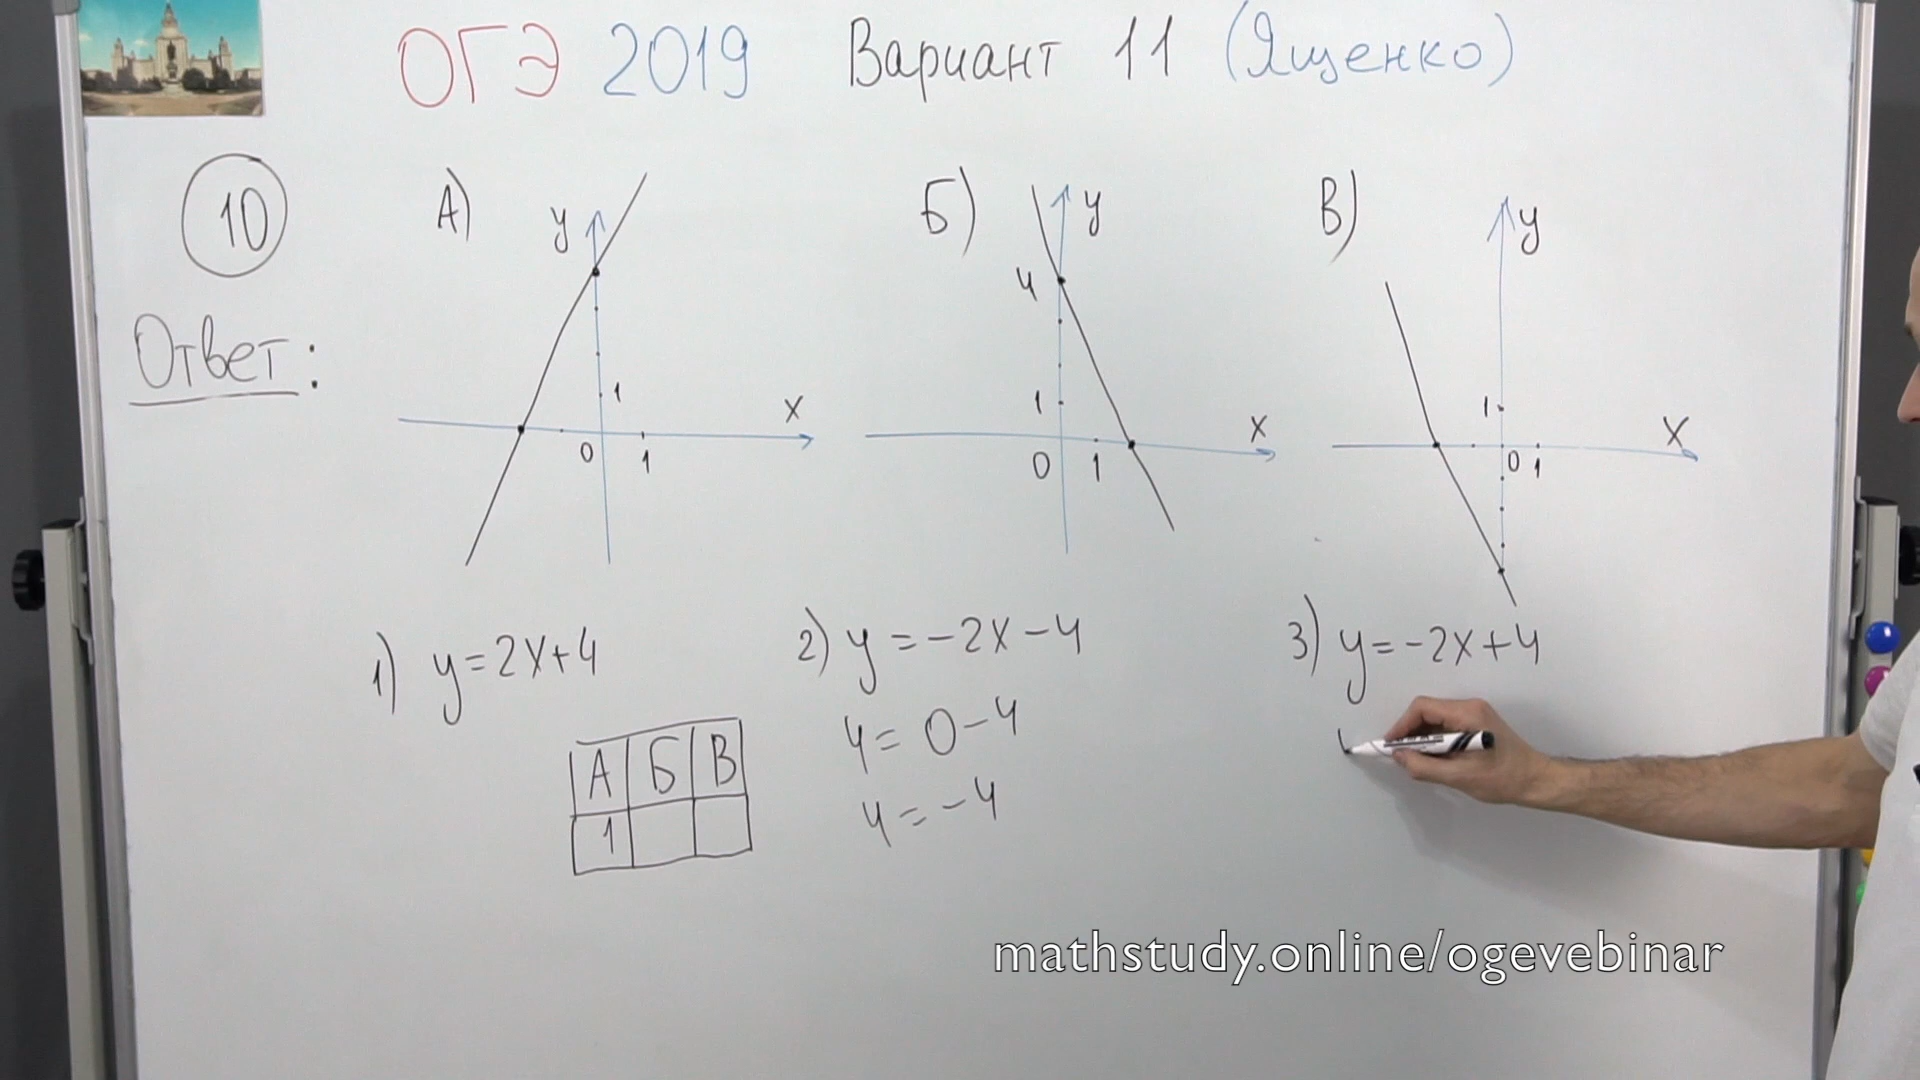 ОГЭ 2019 Вариант 11 (Ященко)
10
Ответ:
А)
y
1
x
0
1
Б)
y
4
1
x
0
1
В)
y
1
x
0
1
1) y=2x+4
2) y=-2x-4
4=0-4
4=-4
3) y=-2x+4
А Б В
1
mathstudy.online/ogevebinar